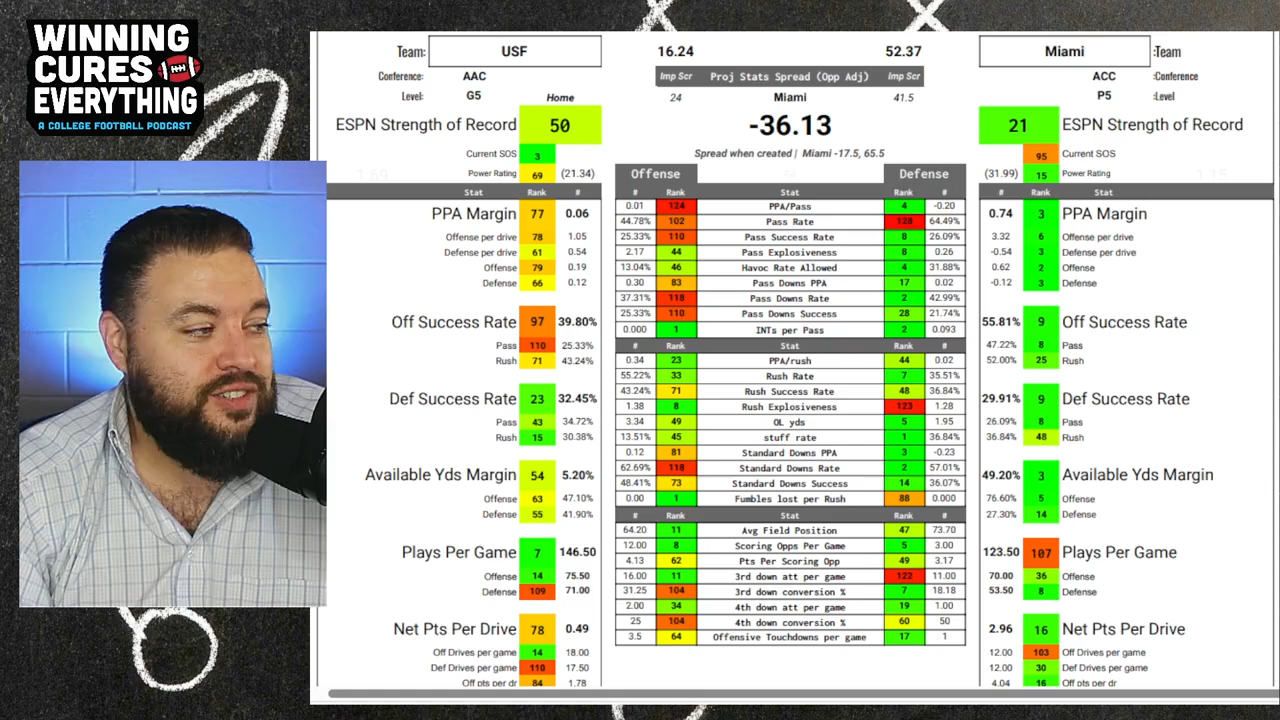 WINNING
CURES
EVERYTHING
A COLLEGE FOOTBALL PODCAST
Team: USF 16.24 52.37 Miami :Team
Conference: AAC Imp Scr Proj Stats Spread (Opp Adj) Imp Scr ACC :Conference
Level: G5 Home 24 Miami 41.5 P5 :Level
ESPN Strength of Record 50 -36.13 21 ESPN Strength of Record
Current SOS 3 Spread when created | Miami -17.5, 65.5 95 Current SOS
Power Rating 69 (21.34) Offense Defense (31.99) 15 Power Rating
Stat Rank # # Rank Stat Rank # # Rank Stat
0.01 124 PPA/Pass 4 -0.20
PPA Margin 77 0.06 44.78% 102 Pass Rate 128 64.49% 0.74 3 PPA Margin
Offense per drive 78 1.05 25.33% 110 Pass Success Rate 8 26.09% 3.32 6 Offense per drive
Defense per drive 61 0.54 2.17 44 Pass Explosiveness 8 0.26 -0.54 3 Defense per drive
Offense 79 0.19 13.04% 46 Havoc Rate Allowed 4 31.88% 0.62 2 Offense
Defense 66 0.12 0.30 83 Pass Downs PPA 17 0.02 -0.12 3 Defense
37.31% 118 Pass Downs Rate 2 42.99%
Off Success Rate 97 39.80% 25.33% 110 Pass Downs Success 28 21.74% 55.81% 9 Off Success Rate
0.000 1 INTs per Pass 2 0.093
Pass 110 25.33% # Rank Stat Rank # 47.22% 8 Pass
Rush 71 43.24% 0.34 23 PPA/rush 44 0.02 52.00% 25 Rush
55.22% 33 Rush Rate 7 35.51%
43.24% 71 Rush Success Rate 48 36.84%
Def Success Rate 23 32.45% 1.38 8 Rush Explosiveness 123 1.28 29.91% 9 Def Success Rate
Pass 43 34.72% 3.34 49 OL yds 5 1.95 26.09% 8 Pass
Rush 15 30.38% 13.51% 45 stuff rate 1 36.84% 36.84% 48 Rush
0.12 81 Standard Downs PPA 3 -0.23
62.69% 118 Standard Downs Rate 2 57.01%
Available Yds Margin 54 5.20% 48.41% 73 Standard Downs Success 14 36.07% 49.20% 3 Available Yds Margin
Offense 63 47.10% 0.00 1 Fumbles lost per Rush 88 0.000 76.60% 5 Offense
Defense 55 41.90% # Rank Stat Rank # 27.30% 14 Defense
64.20 11 Avg Field Position 47 73.70
Plays Per Game 7 146.50 12.00 8 Scoring Opps Per Game 5 3.00 123.50 107 Plays Per Game
4.13 62 Pts Per Scoring Opp 49 3.17
Offense 14 75.50 16.00 11 3rd down att per game 122 11.00 70.00 36 Offense
Defense 109 71.00 31.25 104 3rd down conversion % 7 18.18 53.50 8 Defense
2.00 34 4th down att per game 19 1.00
Net Pts Per Drive 78 0.49 25 104 4th down conversion % 60 50 2.96 16 Net Pts Per Drive
3.5 64 Offensive Touchdowns per game 17 1
Off Drives per game 14 18.00 12.00 103 Off Drives per game
Def Drives per game 110 17.50 12.00 30 Def Drives per game
Off pts per dr 84 1.78 4.04 16 Off pts per dr